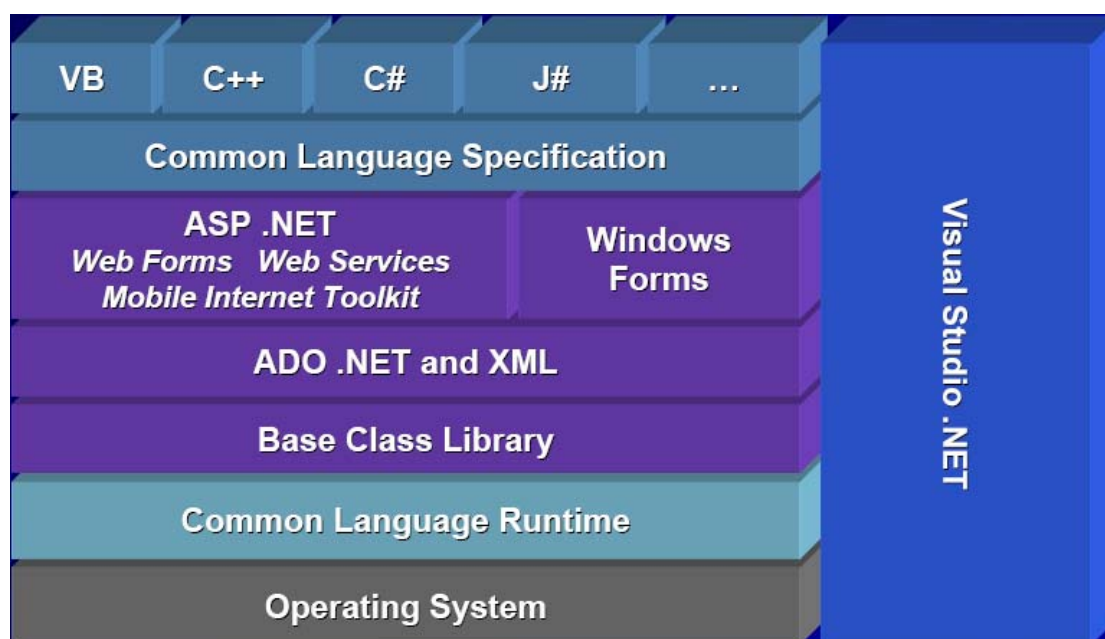 VB
C++
C#
J#
...
Common Language Specification
ASP .NET
Web Forms Web Services
Mobile Internet Toolkit
Windows
Forms
ADO .NET and XML
Base Class Library
Common Language Runtime
Operating System
Visual Studio .NET